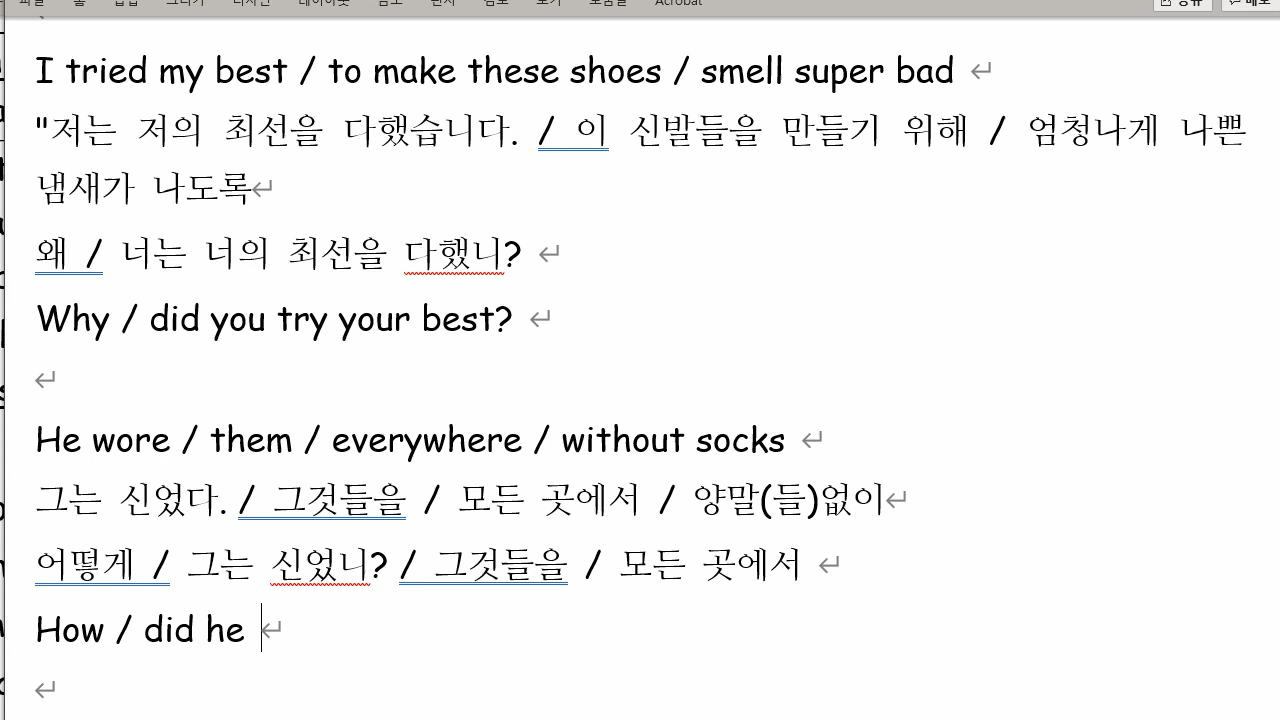 Acrobat
I tried my best / to make these shoes / smell super bad
"저는 저의 최선을 다했습니다. / 이 신발들을 만들기 위해 / 엄청나게 나쁜
냄새가 나도록
왜 / 너는 너의 최선을 다했니?
Why / did you try your best?
He wore / them / everywhere / without socks
그는 신었다. / 그것들을 / 모든 곳에서 / 양말(들)없이
어떻게 / 그는 신었니? / 그것들을 / 모든 곳에서
How / did he